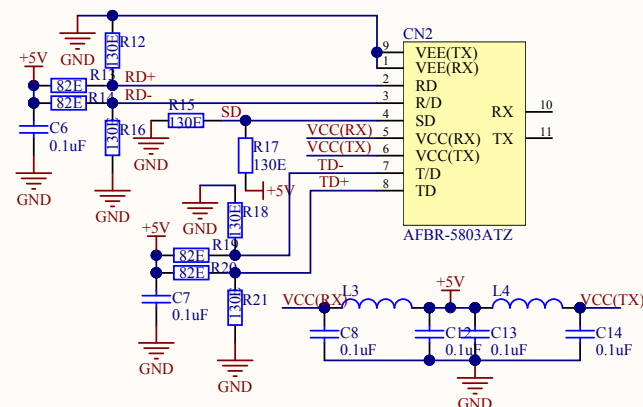 CN2
GND
R12
130E
9
VEE(TX)
+5V
1
VEE(RX)
R13
82E
RD+
2
RD
R14
82E
RD-
3
R/D
RX
10
R15
130E
SD
4
SD
C6
0.1uF
R16
130E
GND
R17
130E
VCC(RX)
5
VCC(RX)
TX
11
VCC(TX)
6
VCC(TX)
TD-
7
T/D
TD+
8
TD
GND
GND
+5V
GND
R18
130E
+5V
AFBR-5803ATZ
R19
82E
R20
82E
C7
0.1uF
R21
130E
GND
GND
+5V
L3
L4
VCC(RX)
VCC(TX)
C8
0.1uF
C12
0.1uF
C13
0.1uF
C14
0.1uF
GND